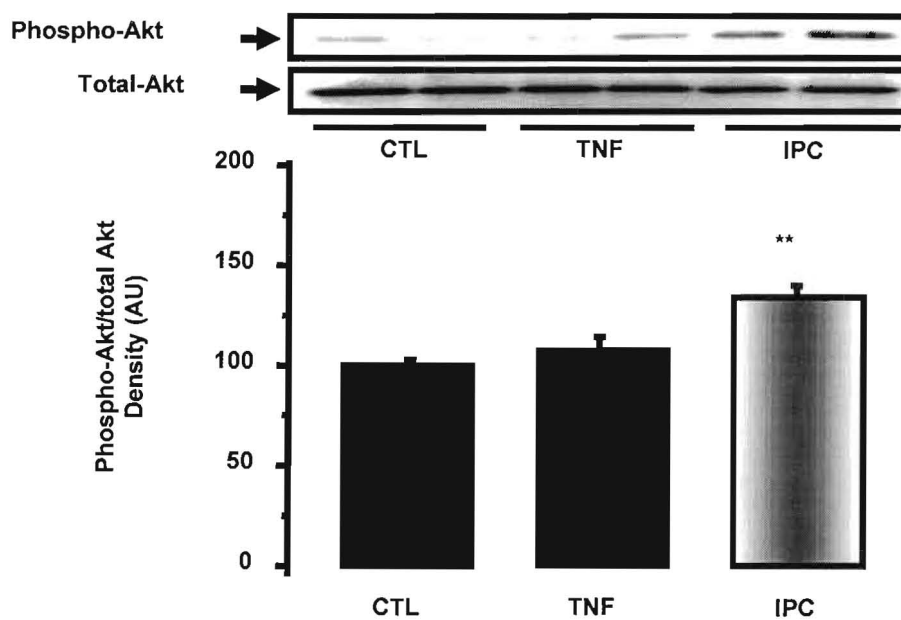 Phospho-Akt
Total-Akt
CTL TNF IPC
Phospho-Akt/total Akt
Density (AU)
200
150
100
50
0
**
CTL TNF IPC